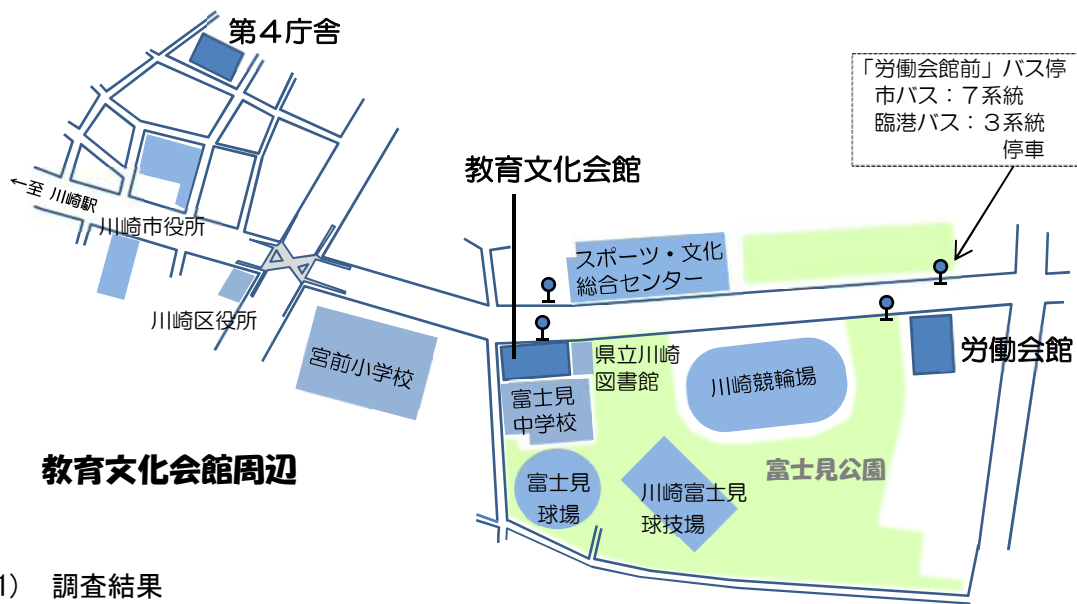 第4庁舎
「労働会館前」バス停
市バス：７系統
臨港バス：３系統
停車
教育文化会館
←至 川崎駅
川崎市役所
スポーツ・文化
総合センター
川崎区役所
宮前小学校
県立川崎
図書館
労働会館
川崎競輪場
富士見
中学校
教育文化会館周辺
富士見公園
富士見
球場
川崎富士見
球技場
1)　調査結果